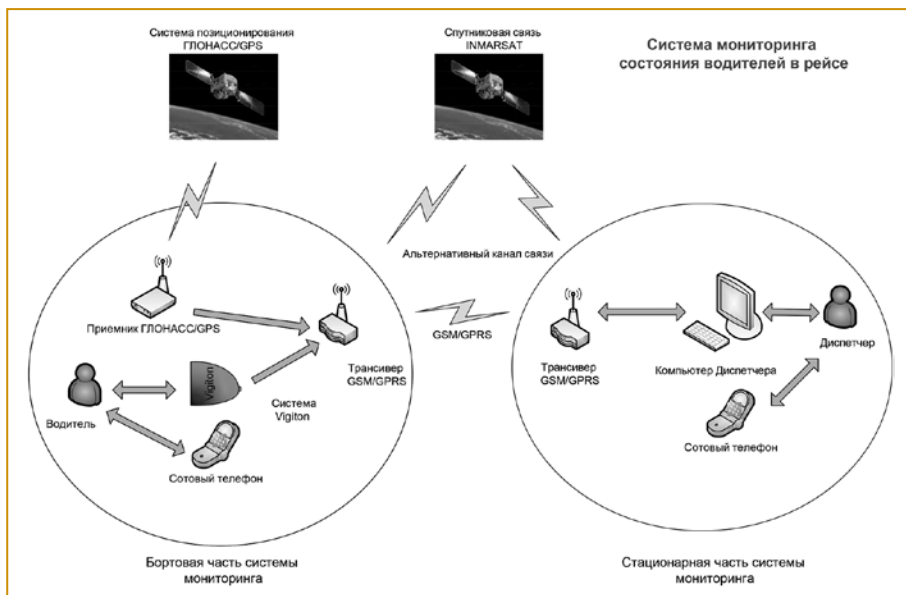 Система позиционирования
ГЛОНАСС/GPS
Спутниковая связь
INMARSAT
Система мониторинга
состояния водителей в рейсе
Альтернативный канал связи
Приемник ГЛОНАСС/GPS
GSM/GPRS
Трансивер
GSM/GPRS
Vigiton
Система
Vigiton
Водитель
Сотовый телефон
Трансивер
GSM/GPRS
Компьютер Диспетчера
Диспетчер
Сотовый телефон
Бортовая часть системы
мониторинга
Стационарная часть системы
мониторинга